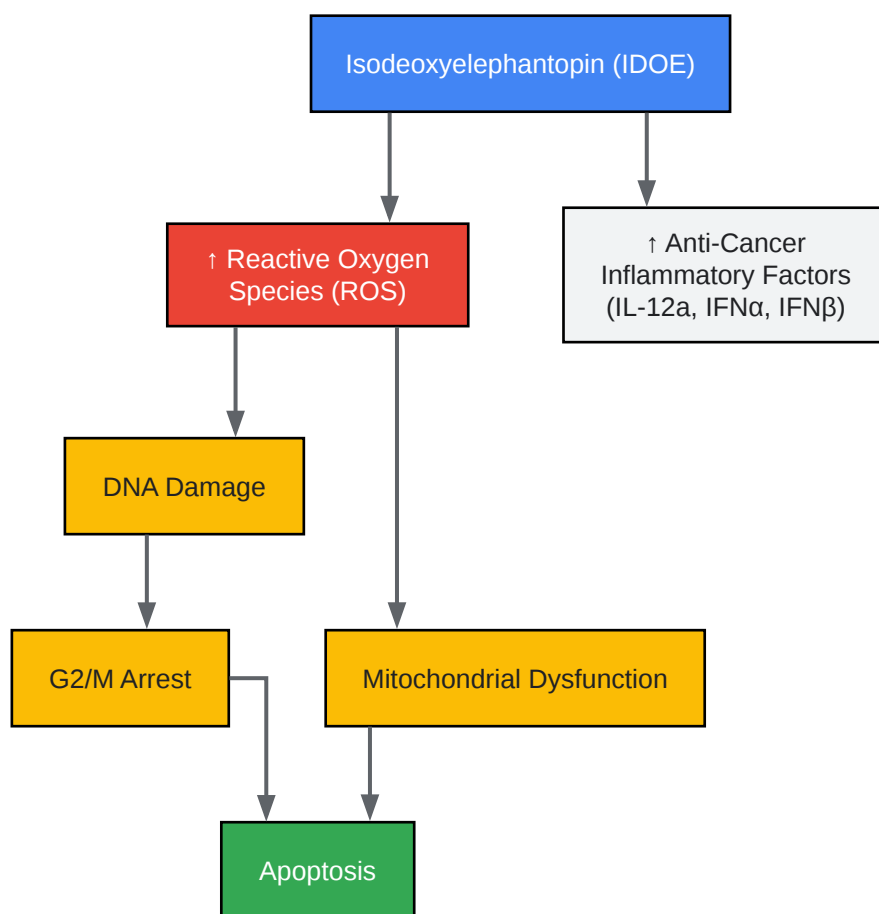 Isodeoxyelephantopin (IDOE)
↑ Reactive Oxygen
Species (ROS)
↑ Anti-Cancer
Inflammatory Factors
(IL-12a, IFNα, IFNβ)
DNA Damage
G2/M Arrest
Mitochondrial Dysfunction
Apoptosis